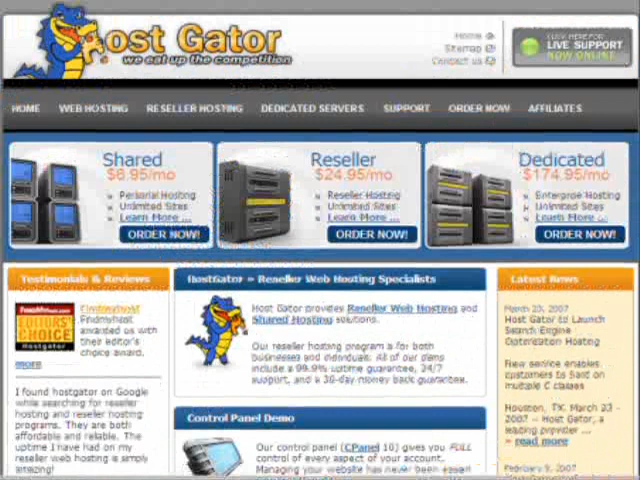 Host Gator
we eat up the competition
Home
Sitemap
Contact us
CLICK HERE FOR
LIVE SUPPORT
NOW ONLINE
HOME WEB HOSTING RESELLER HOSTING DEDICATED SERVERS SUPPORT ORDER NOW AFFILIATES
Shared
$6.95/mo
Personal Hosting
Unlimited Sites
Learn More ...
ORDER NOW!
Reseller
$24.95/mo
Reseller Hosting
Unlimited Sites
Learn More ...
ORDER NOW!
Dedicated
$174.95/mo
Enterprise Hosting
Unlimited Sites
Learn More ...
ORDER NOW!
Testimonials & Reviews
EDITORS'
CHOICE
Hostgator
FindmyHost
Findmyhost
awarded us with
their editor's
choice award.
more
I found hostgator on Google
while searching for reseller
hosting and reseller hosting
programs. They are both
affordable and reliable. The
uptime I have had on my
reseller web hosting is simply
amazing!
HostGator - Reseller Web Hosting Specialists
Host Gator provides Reseller Web Hosting and
Shared Hosting solutions.
Our reseller hosting program is for both
businesses and individuals. All of our plans
include a 99.9% uptime guarantee, 24/7
support, and a 30-day money back guarantee.
Control Panel Demo
Our control panel (CPanel 10) gives you FULL
control of every aspect of your account.
Managing your website has never been easier
Latest News
March 23, 2007
Host Gator to Launch
Search Engine
Optimization Hosting
New service enables
customers to send on
multiple C classes
Houston, TX. March 23 -
2007 - Host Gator, a
leading provider ...
» read more
February 9, 2007